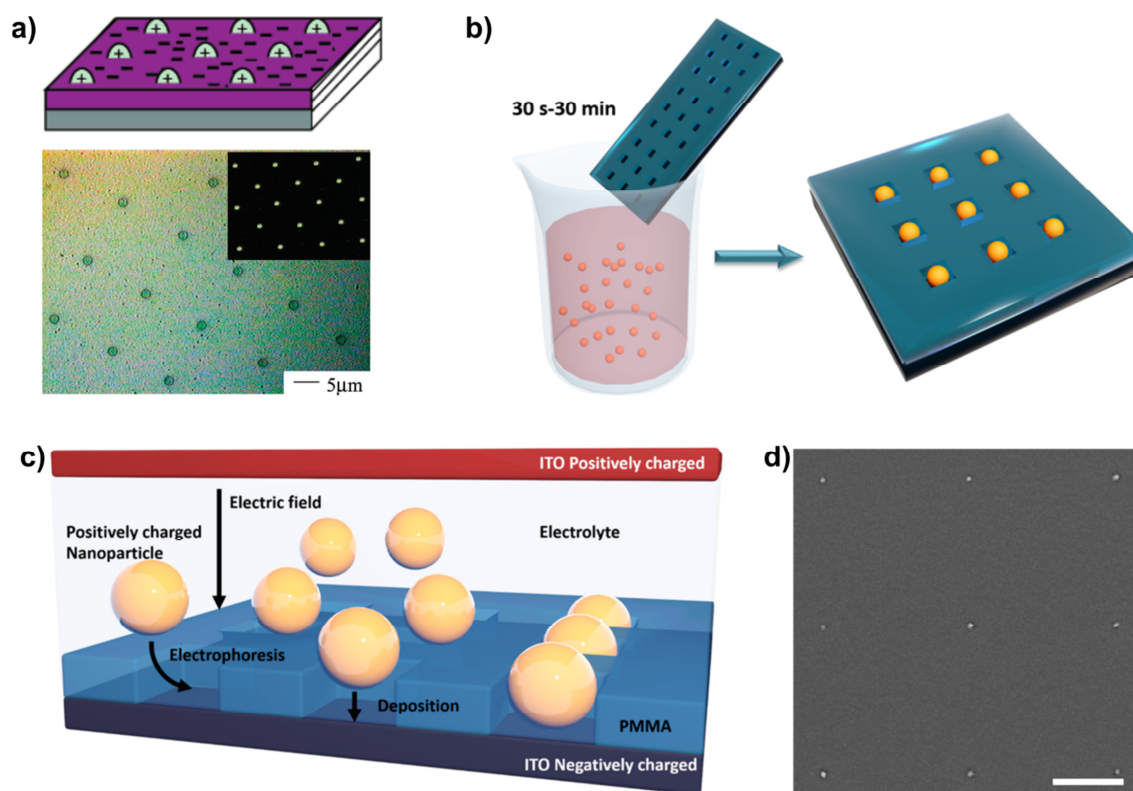 a)
5μm
b)
30 s-30 min
c)
ITO Positively charged
Electric field
Positively charged
Nanoparticle
Electrolyte
Electrophoresis
Deposition
PMMA
ITO Negatively charged
d)